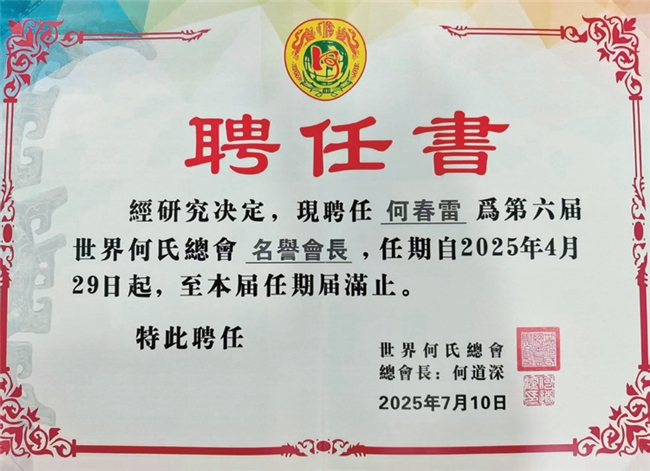 聘任書
經研究决定，現聘任 何春雷 爲第六届
世界何氏總會 名譽會長，任期自2025年4月
29日起，至本届任期届滿止。
特此聘任
世界何氏總會
總會長：何道深
2025年7月10日